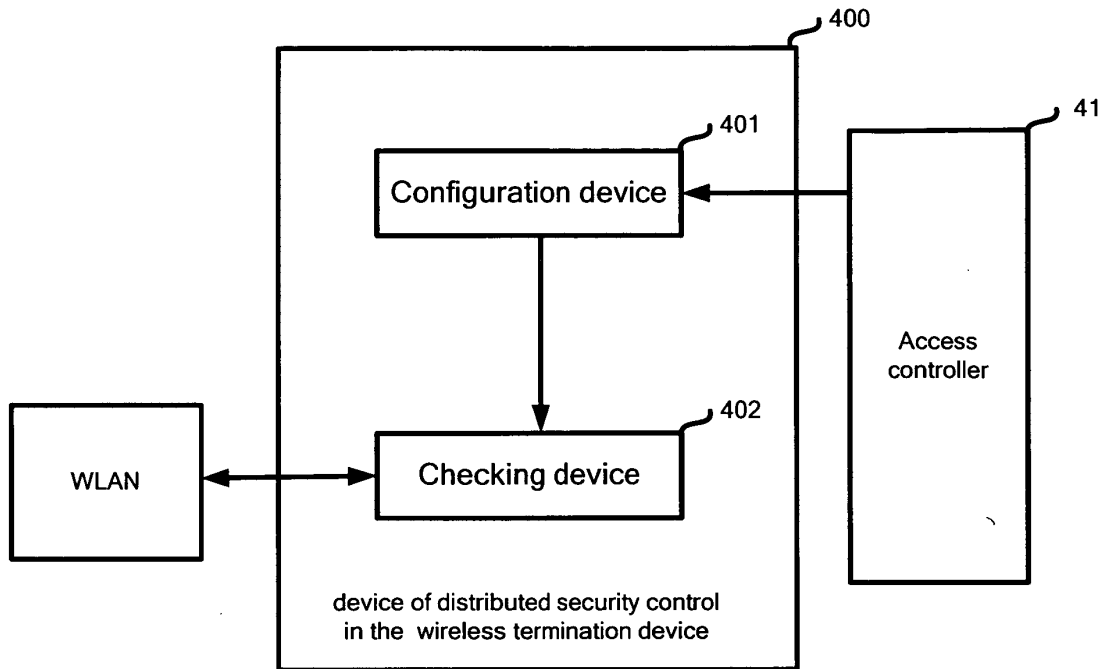 400
41
401
Configuration device
Access
controller
402
Checking device
WLAN
device of distributed security control
in the wireless termination device